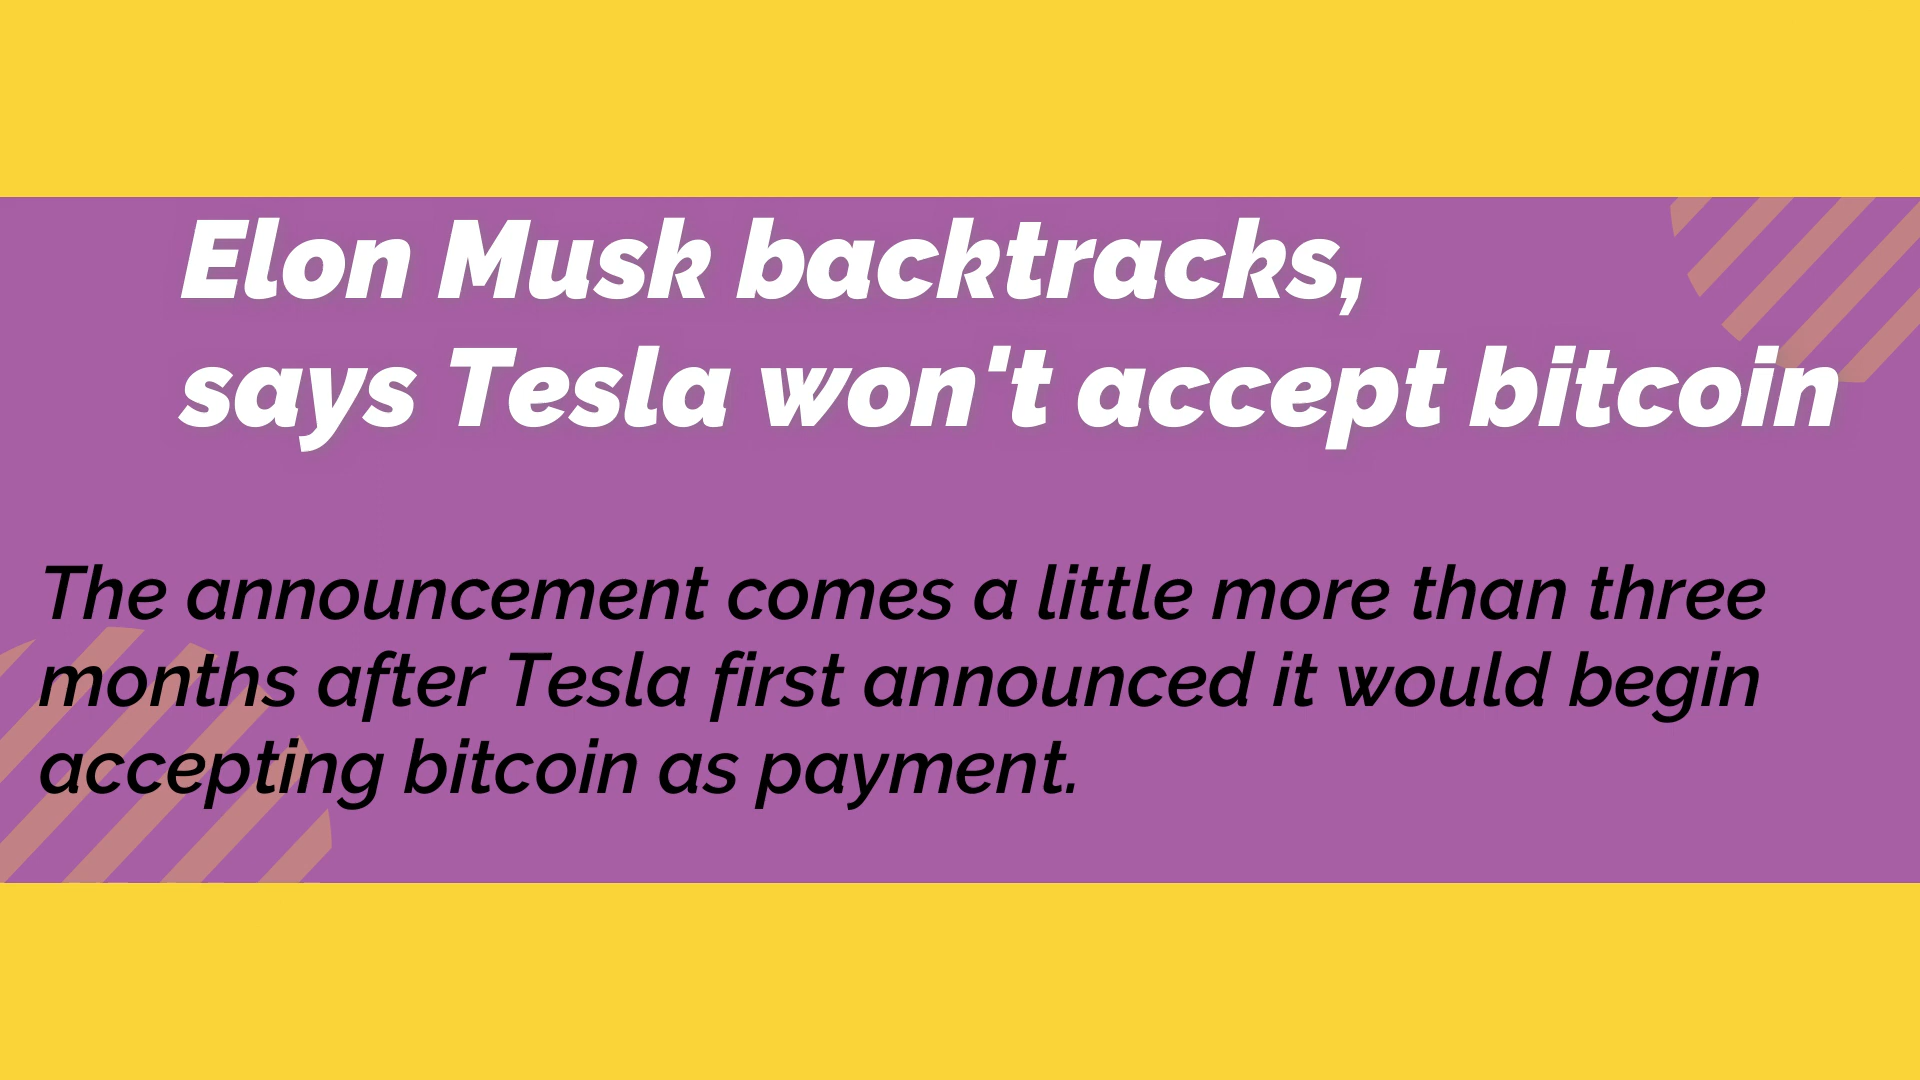 Elon Musk backtracks,
says Tesla won't accept bitcoin
The announcement comes a little more than three
months after Tesla first announced it would begin
accepting bitcoin as payment.